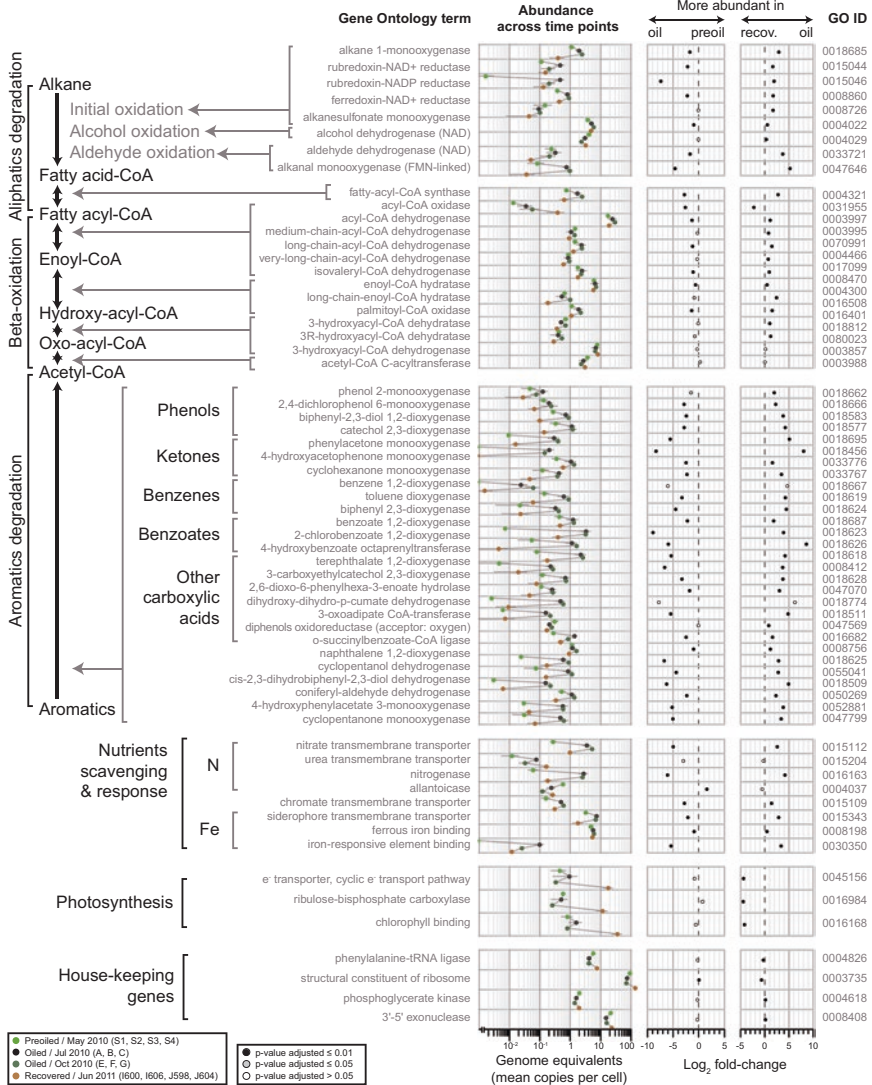 Gene Ontology term
Abundance across time points
More abundant in
oil preoil
recov. oil
GO ID
Aliphatics degradation
Alkane
Initial oxidation
Alcohol oxidation
Aldehyde oxidation
Fatty acid-CoA
Fatty acyl-CoA
Beta-oxidation
Enoyl-CoA
Hydroxy-acyl-CoA
Oxo-acyl-CoA
Acetyl-CoA
Aromatics degradation
Aromatics
alkane 1-monooxygenase 0018685
rubredoxin-NAD+ reductase 0015044
rubredoxin-NADP reductase 0015046
ferredoxin-NAD+ reductase 0008860
alkanesulfonate monooxygenase 0008726
alcohol dehydrogenase (NAD) 0004022
0004029
aldehyde dehydrogenase (NAD) 0033721
alkanal monooxygenase (FMN-linked) 0047646
fatty-acyl-CoA synthase 0004321
acyl-CoA oxidase 0031955
acyl-CoA dehydrogenase 0003997
medium-chain-acyl-CoA dehydrogenase 0003995
long-chain-acyl-CoA dehydrogenase 0070991
very-long-chain-acyl-CoA dehydrogenase 0004466
isovaleryl-CoA dehydrogenase 0017099
0008470
enoyl-CoA hydratase 0004300
long-chain-enoyl-CoA hydratase 0016508
palmitoyl-CoA oxidase 0016401
3-hydroxyacyl-CoA dehydratase 0018812
3R-hydroxyacyl-CoA dehydratase 0080023
3-hydroxyacyl-CoA dehydrogenase 0003857
acetyl-CoA C-acyltransferase 0003988
Phenols
Ketones
Benzenes
Benzoates
Other carboxylic acids
phenol 2-monooxygenase 0018662
2,4-dichlorophenol 6-monooxygenase 0018666
biphenyl-2,3-diol 1,2-dioxygenase 0018583
catechol 2,3-dioxygenase 0018577
phenylacetone monooxygenase 0018695
4-hydroxyacetophenone monooxygenase 0018456
0033776
cyclohexanone monooxygenase 0033767
benzene 1,2-dioxygenase 0018667
toluene dioxygenase 0018619
biphenyl 2,3-dioxygenase 0018624
benzoate 1,2-dioxygenase 0018687
2-chlorobenzoate 1,2-dioxygenase 0018623
4-hydroxybenzoate octaprenyltransferase 0018626
terephthalate 1,2-dioxygenase 0018618
3-carboxyethylcatechol 2,3-dioxygenase 0008412
0018628
2,6-dioxo-6-phenylhexa-3-enoate hydrolase 0047070
dihydroxy-dihydro-p-cumate dehydrogenase 0018774
3-oxoadipate CoA-transferase 0018511
diphenols oxidoreductase (acceptor: oxygen) 0047569
o-succinylbenzoate-CoA ligase 0016682
naphthalene 1,2-dioxygenase 0008756
cyclopentanol dehydrogenase 0018625
0055041
cis-2,3-dihydrobiphenyl-2,3-diol dehydrogenase 0018509
coniferyl-aldehyde dehydrogenase 0050269
4-hydroxyphenylacetate 3-monooxygenase 0052881
cyclopentanone monooxygenase 0047799
Nutrients scavenging & response
N
Fe
nitrate transmembrane transporter 0015112
urea transmembrane transporter 0015204
nitrogenase 0016163
allantoicase 0004037
chromate transmembrane transporter 0015109
siderophore transmembrane transporter 0015343
ferrous iron binding 0008198
iron-responsive element binding 0030350
Photosynthesis
e- transporter, cyclic e- transport pathway 0045156
ribulose-bisphosphate carboxylase 0016984
chlorophyll binding 0016168
House-keeping genes
phenylalanine-tRNA ligase 0004826
structural constituent of ribosome 0003735
phosphoglycerate kinase 0004618
3'-5' exonuclease 0008408
10-2 10-1 1 10 100
Genome equivalents (mean copies per cell)
-10 -5 0 5
-5 0 5 10
Log2 fold-change
Preoiled / May 2010 (S1, S2, S3, S4)
Oiled / Jul 2010 (A, B, C)
Oiled / Oct 2010 (E, F, G)
Recovered / Jun 2011 (I600, I606, J598, J604)
p-value adjusted ≤ 0.01
p-value adjusted ≤ 0.05
p-value adjusted > 0.05